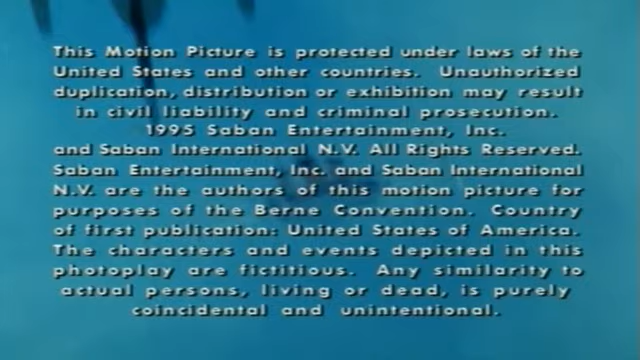 This Motion Picture is protected under laws of the
United States and other countries. Unauthorized
duplication, distribution or exhibition may result
in civil liability and criminal prosecution.
1995 Saban Entertainment, Inc.
and Saban International N.V. All Rights Reserved.
Saban Entertainment, Inc. and Saban International
N.V. are the authors of this motion picture for
purposes of the Berne Convention. Country
of first publication: United States of America.
The characters and events depicted in this
photoplay are fictitious. Any similarity to
actual persons, living or dead, is purely
coincidental and unintentional.